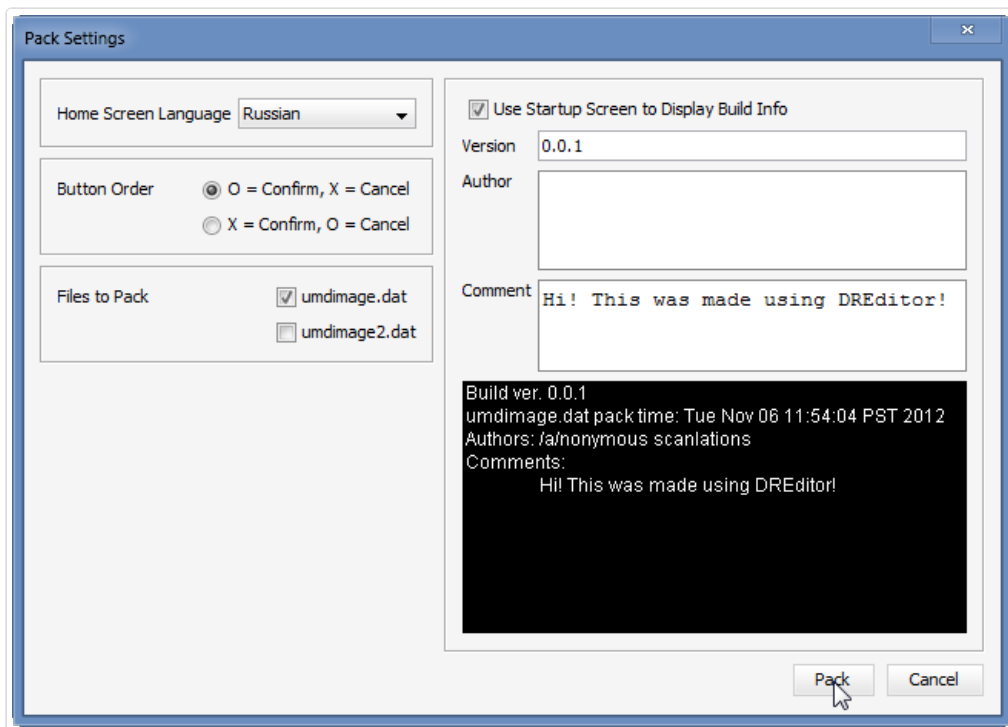 Pack Settings
Home Screen Language Russian
Button Order O = Confirm, X = Cancel
X = Confirm, O = Cancel
Files to Pack umdimage.dat
umdimage2.dat
Use Startup Screen to Display Build Info
Version 0.0.1
Author
Comment Hi! This was made using DREditor!
Build ver. 0.0.1
umdimage.dat pack time: Tue Nov 06 11:54:04 PST 2012
Authors: /a/nonymous scanlations
Comments:
Hi! This was made using DREditor!
Pack Cancel